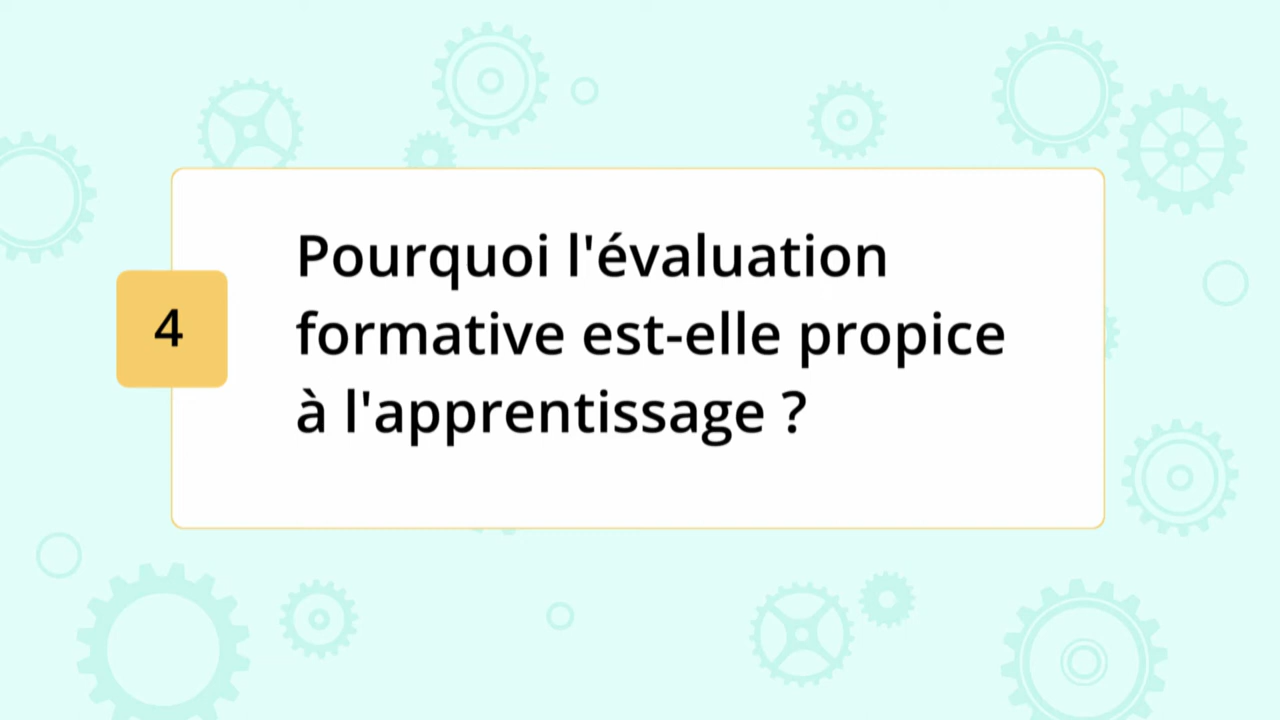 4
Pourquoi l'évaluation
formative est-elle propice
à l'apprentissage ?